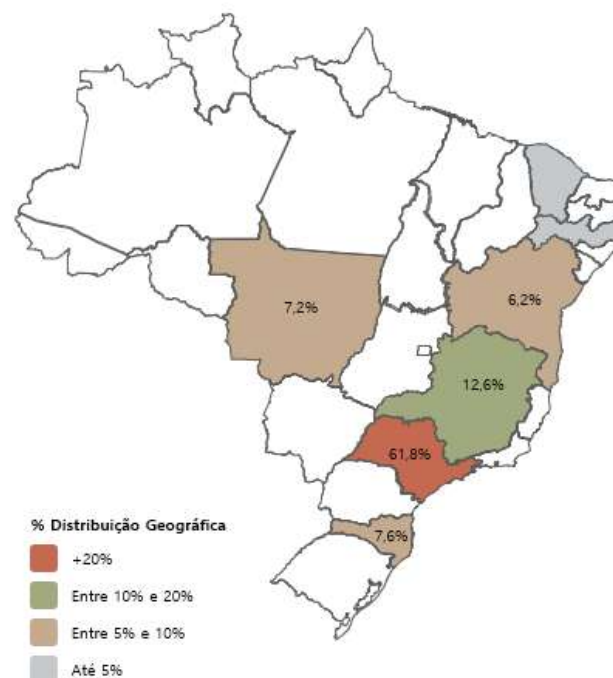 7,2%
6,2%
12,6%
61,8%
7,6%
% Distribuição Geográfica
+20%
Entre 10% e 20%
Entre 5% e 10%
Até 5%